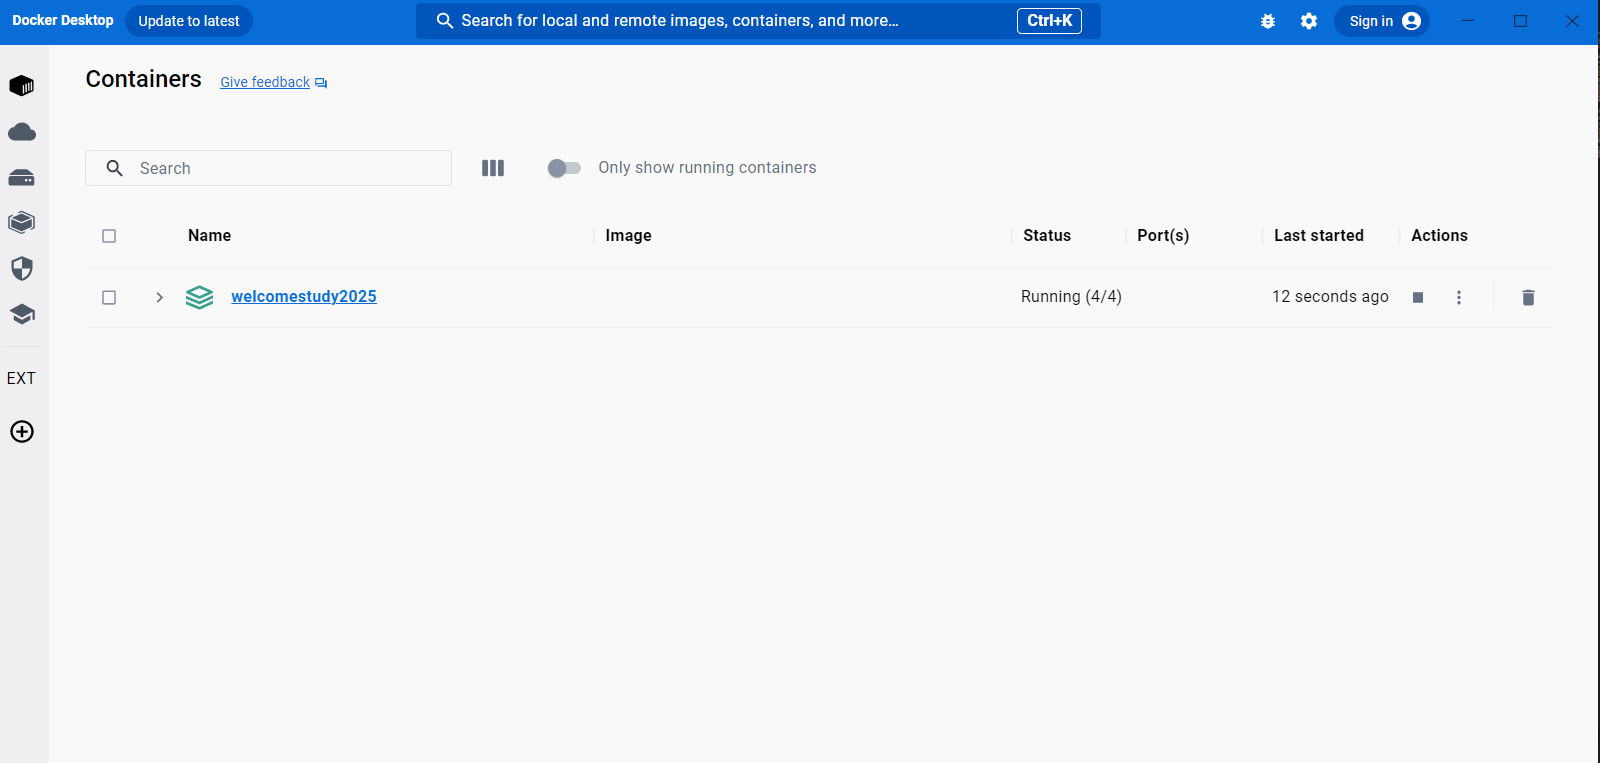 Docker Desktop Update to latest Search for local and remote images, containers, and more... Ctrl+K Sign in
Containers Give feedback
Search Only show running containers
Name Image Status Port(s) Last started Actions
welcomestudy2025 Running (4/4) 12 seconds ago
EXT